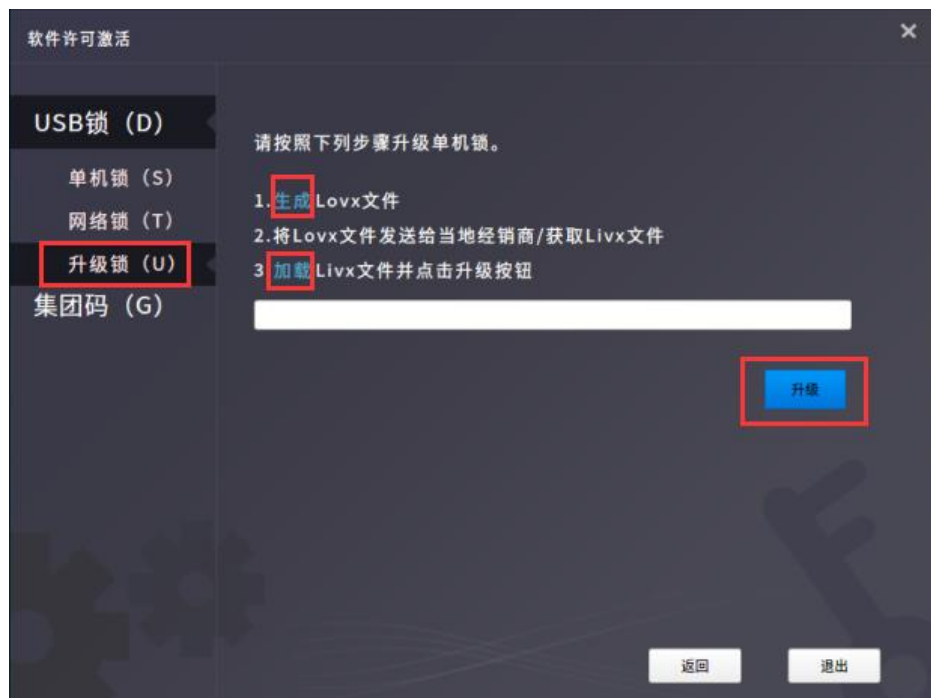 软件许可激活
×
USB锁（D）
单机锁（S）
网络锁（T）
升级锁（U）
集团码（G）
请按照下列步骤升级单机锁。
1.生成Lovx文件
2.将Lovx文件发送给当地经销商/获取Livx文件
3.加载Livx文件并点击升级按钮
升级
返回
退出